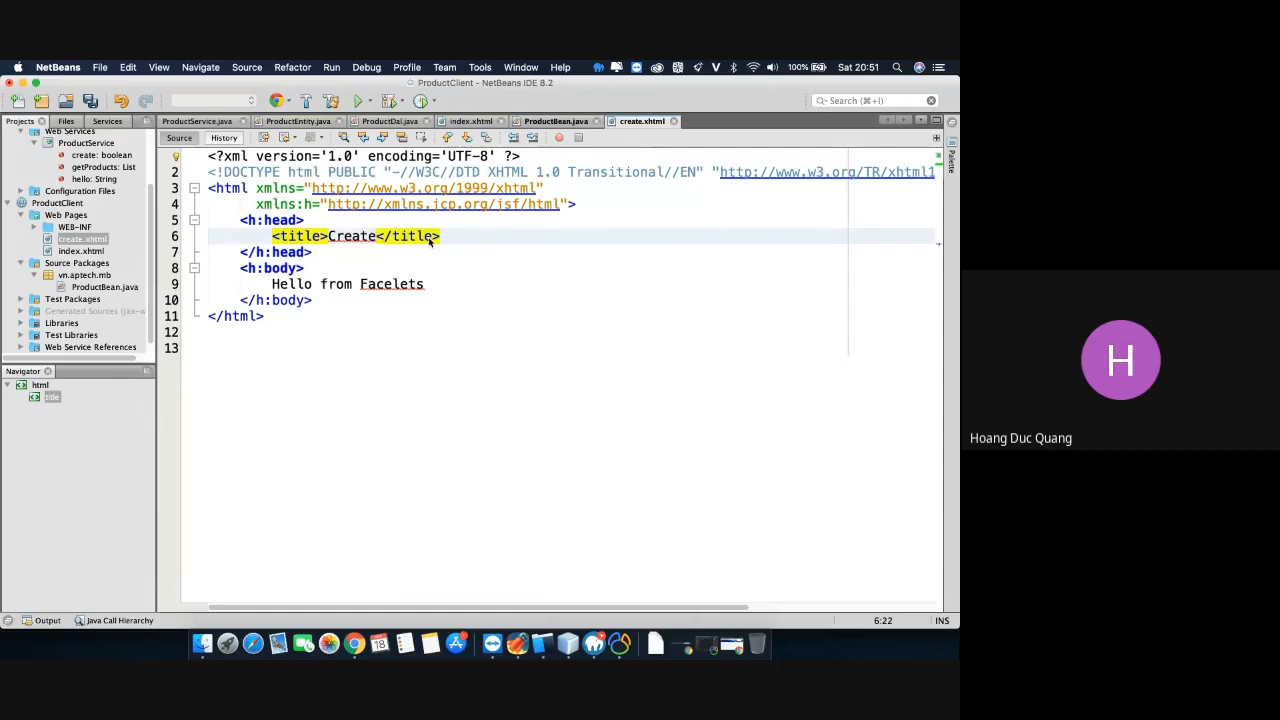 NetBeans File Edit View Navigate Source Refactor Run Debug Profile Team Tools Window Help 100% Sat 20:51
ProductClient - NetBeans IDE 8.2
Search (⌘+I)
Projects Files Services ProductService.java ProductEntity.java ProductDal.java index.xhtml ProductBean.java create.xhtml
Source History
Palette
Web Services
ProductService
create: boolean
getProducts: List
hello: String
Configuration Files
ProductClient
Web Pages
WEB-INF
create.xhtml
index.xhtml
Source Packages
vn.aptech.mb
ProductBean.java
Test Packages
Generated Sources (jax-w
Libraries
Test Libraries
Web Service References
Navigator
html
title
<?xml version='1.0' encoding='UTF-8' ?>
2 <!DOCTYPE html PUBLIC "-//W3C//DTD XHTML 1.0 Transitional//EN" "http://www.w3.org/TR/xhtml1
3 <html xmlns="http://www.w3.org/1999/xhtml"
4 xmlns:h="http://xmlns.jcp.org/jsf/html">
5 <h:head>
6 <title>Create</title>
7 </h:head>
8 <h:body>
9 Hello from Facelets
10 </h:body>
11 </html>
12
13
Output Java Call Hierarchy 6:22 INS
H
Hoang Duc Quang